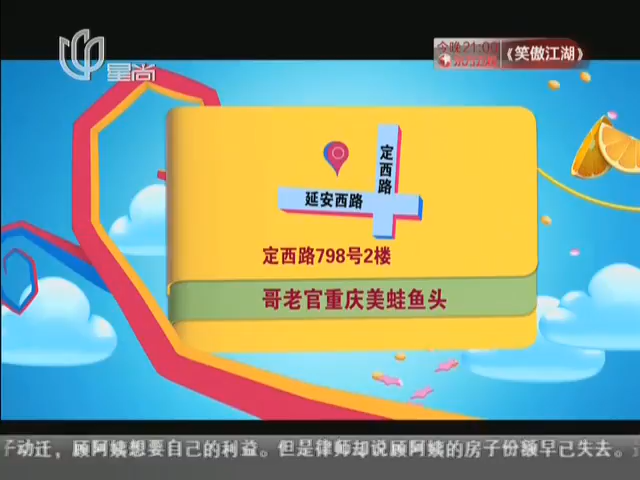 星尚
今晚21:00
《笑傲江湖》
定西路
延安西路
定西路798号2楼
哥老官重庆美蛙鱼头
动迁，顾阿姨想要自己的利益。但是律师却说顾阿姨的房子份额早已失去。